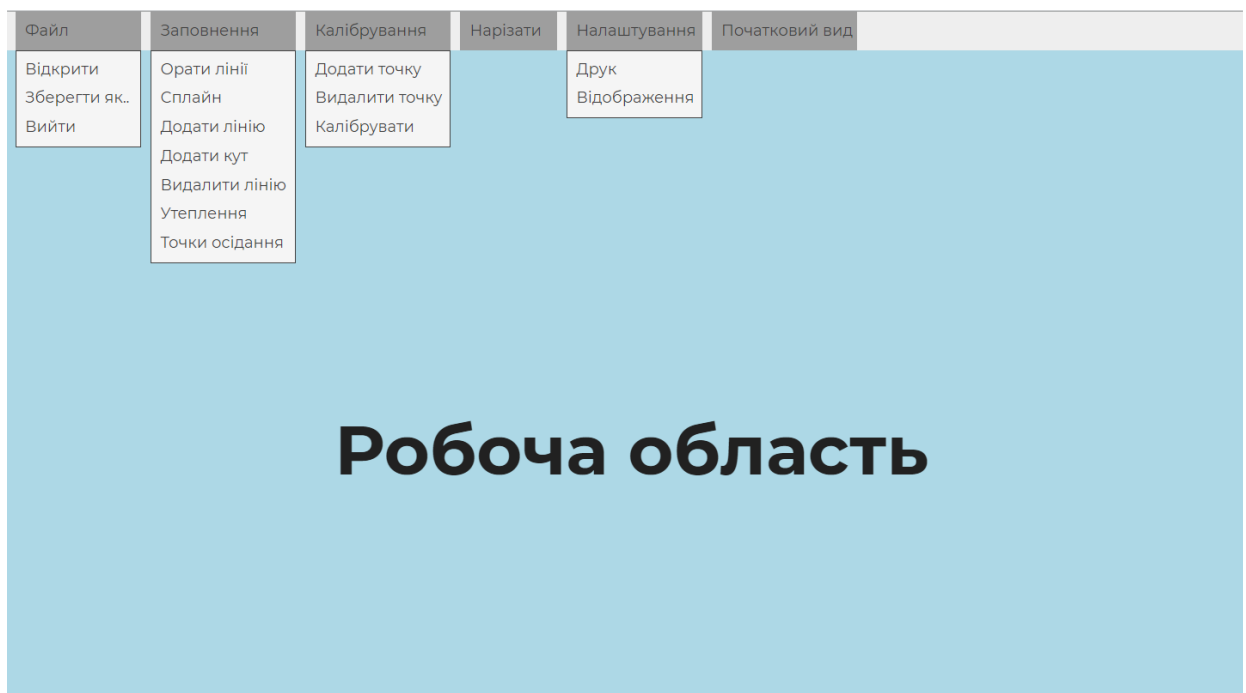 Файл
Заповнення
Калібрування
Нарізати
Налаштування
Початковий вид
Відкрити
Зберегти як..
Вийти
Орати лінії
Сплайн
Додати лінію
Додати кут
Видалити лінію
Утеплення
Точки осідання
Додати точку
Видалити точку
Калібрувати
Друк
Відображення
Робоча область